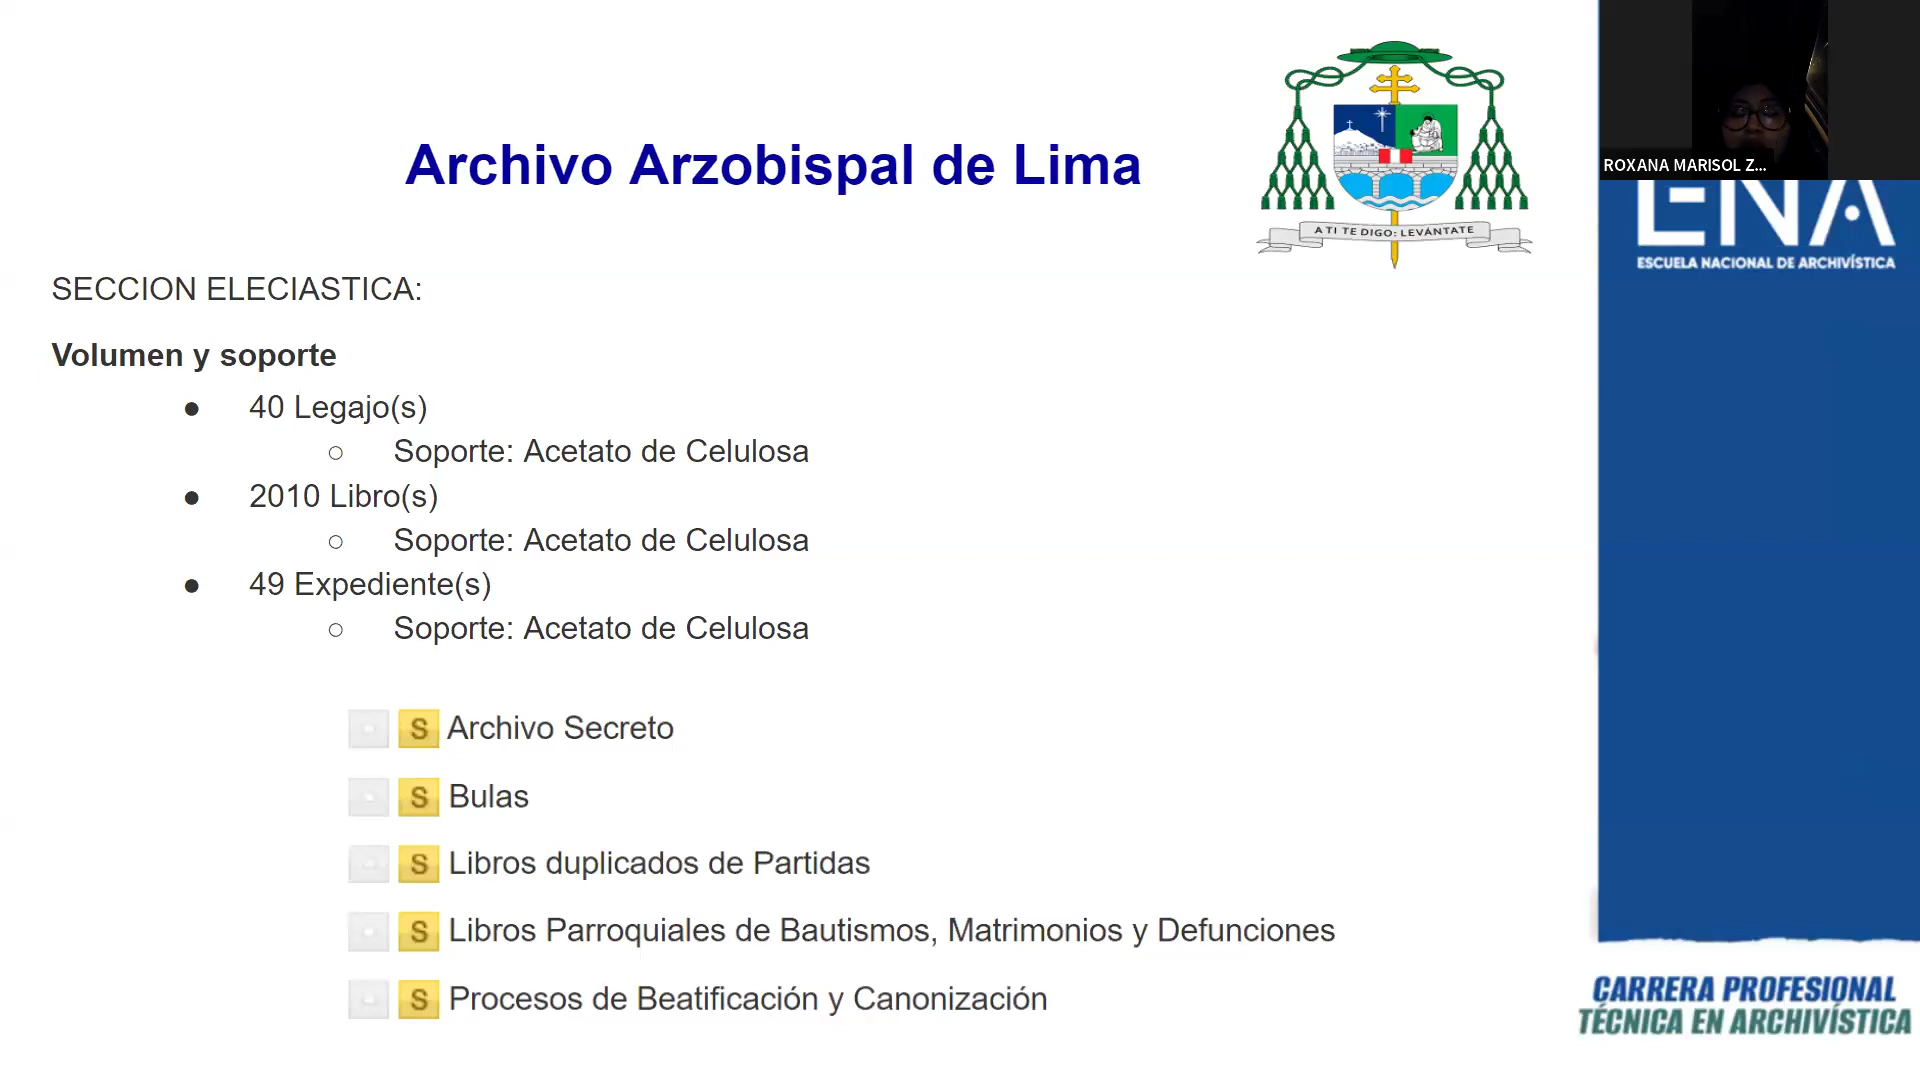 Archivo Arzobispal de Lima
A TI TE DIGO: LEVÁNTATE
ROXANA MARISOL Z...
ENA
ESCUELA NACIONAL DE ARCHIVÍSTICA
SECCION ELECIASTICA:
Volumen y soporte
● 40 Legajo(s)
○ Soporte: Acetato de Celulosa
● 2010 Libro(s)
○ Soporte: Acetato de Celulosa
● 49 Expediente(s)
○ Soporte: Acetato de Celulosa
S Archivo Secreto
S Bulas
S Libros duplicados de Partidas
S Libros Parroquiales de Bautismos, Matrimonios y Defunciones
S Procesos de Beatificación y Canonización
CARRERA PROFESIONAL
TÉCNICA EN ARCHIVÍSTICA